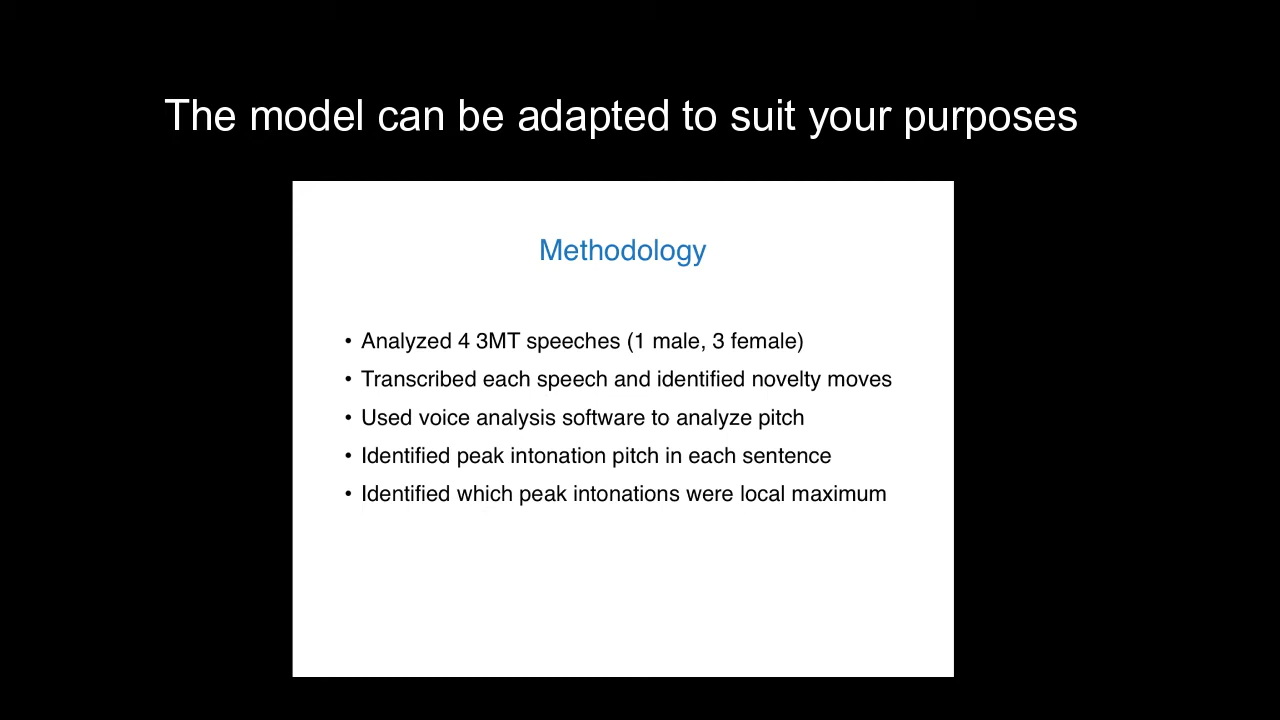 The model can be adapted to suit your purposes
Methodology
• Analyzed 4 3MT speeches (1 male, 3 female)
• Transcribed each speech and identified novelty moves
• Used voice analysis software to analyze pitch
• Identified peak intonation pitch in each sentence
• Identified which peak intonations were local maximum